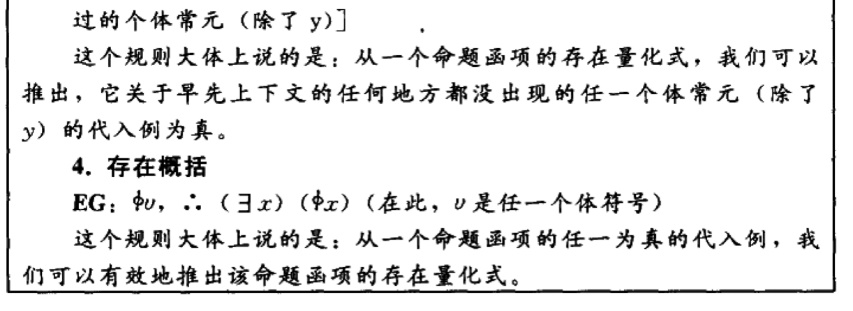 过的个体常元（除了 y）]
这个规则大体上说的是：从一个命题函项的存在量化式，我们可以
推出，它关于早先上下文的任何地方都没出现的任一个体常元（除了
y）的代入例为真。
4. 存在概括
EG：ϕυ，∴（∃x）（ϕx）（在此，υ是任一个体符号）
这个规则大体上说的是：从一个命题函项的任一为真的代入例，我
们可以有效地推出该命题函项的存在量化式。